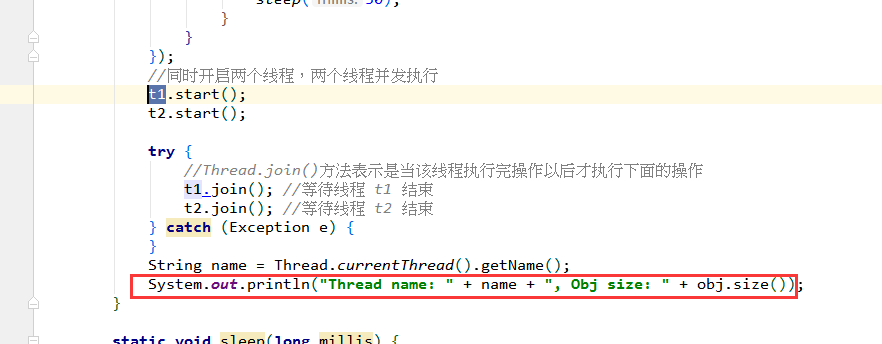 sleep( millis: 50);
}
}
});
//同时开启两个线程，两个线程并发执行
t1.start();
t2.start();
try {
//Thread.join()方法表示是当该线程执行完操作以后才执行下面的操作
t1.join(); //等待线程 t1 结束
t2.join(); //等待线程 t2 结束
} catch (Exception e) {
}
String name = Thread.currentThread().getName();
System.out.println("Thread name: " + name + ", Obj size: " + obj.size());
}
static void sleep(long millis) {